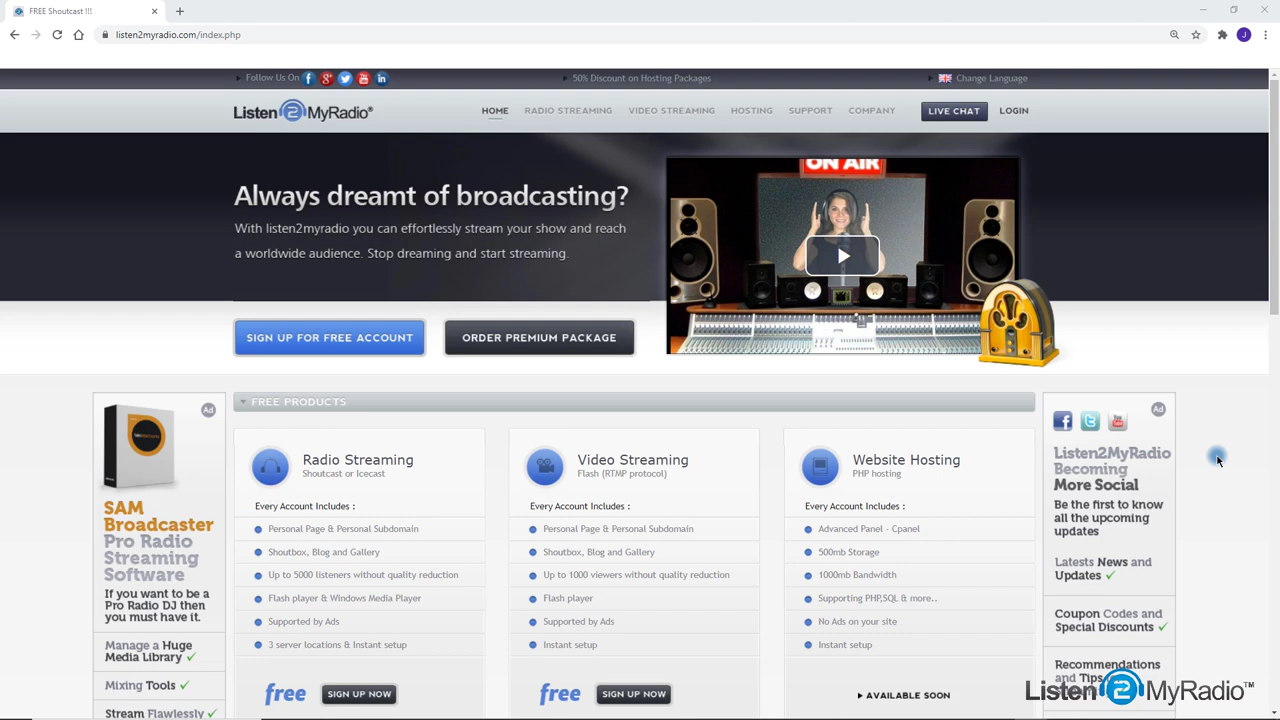 FREE Shoutcast !!!
listen2myradio.com/index.php
J
Follow Us On
50% Discount on Hosting Packages
Change Language
Listen2MyRadio®
HOME
RADIO STREAMING
VIDEO STREAMING
HOSTING
SUPPORT
COMPANY
LIVE CHAT
LOGIN
Always dreamt of broadcasting?
With listen2myradio you can effortlessly stream your show and reach
a worldwide audience. Stop dreaming and start streaming.
SIGN UP FOR FREE ACCOUNT
ORDER PREMIUM PACKAGE
ON AIR
FREE PRODUCTS
Ad
SAM
Broadcaster
Pro Radio
Streaming
Software
If you want to be a
Pro Radio DJ then
you must have it.
Manage a Huge
Media Library
Mixing Tools
Stream Flawlessly
Radio Streaming
Shoutcast or Icecast
Every Account Includes :
Personal Page & Personal Subdomain
Shoutbox, Blog and Gallery
Up to 5000 listeners without quality reduction
Flash player & Windows Media Player
Supported by Ads
3 server locations & Instant setup
free
SIGN UP NOW
Video Streaming
Flash (RTMP protocol)
Every Account Includes :
Personal Page & Personal Subdomain
Shoutbox, Blog and Gallery
Up to 1000 viewers without quality reduction
Flash player
Supported by Ads
Instant setup
free
SIGN UP NOW
Website Hosting
PHP hosting
Every Account Includes :
Advanced Panel - Cpanel
500mb Storage
1000mb Bandwidth
Supporting PHP,SQL & more..
No Ads on your site
Instant setup
AVAILABLE SOON
Ad
Listen2MyRadio
Becoming
More Social
Be the first to know
all the upcoming
updates
Latests News and
Updates
Coupon Codes and
Special Discounts
Recommendations
and Tips
Listen2MyRadio™